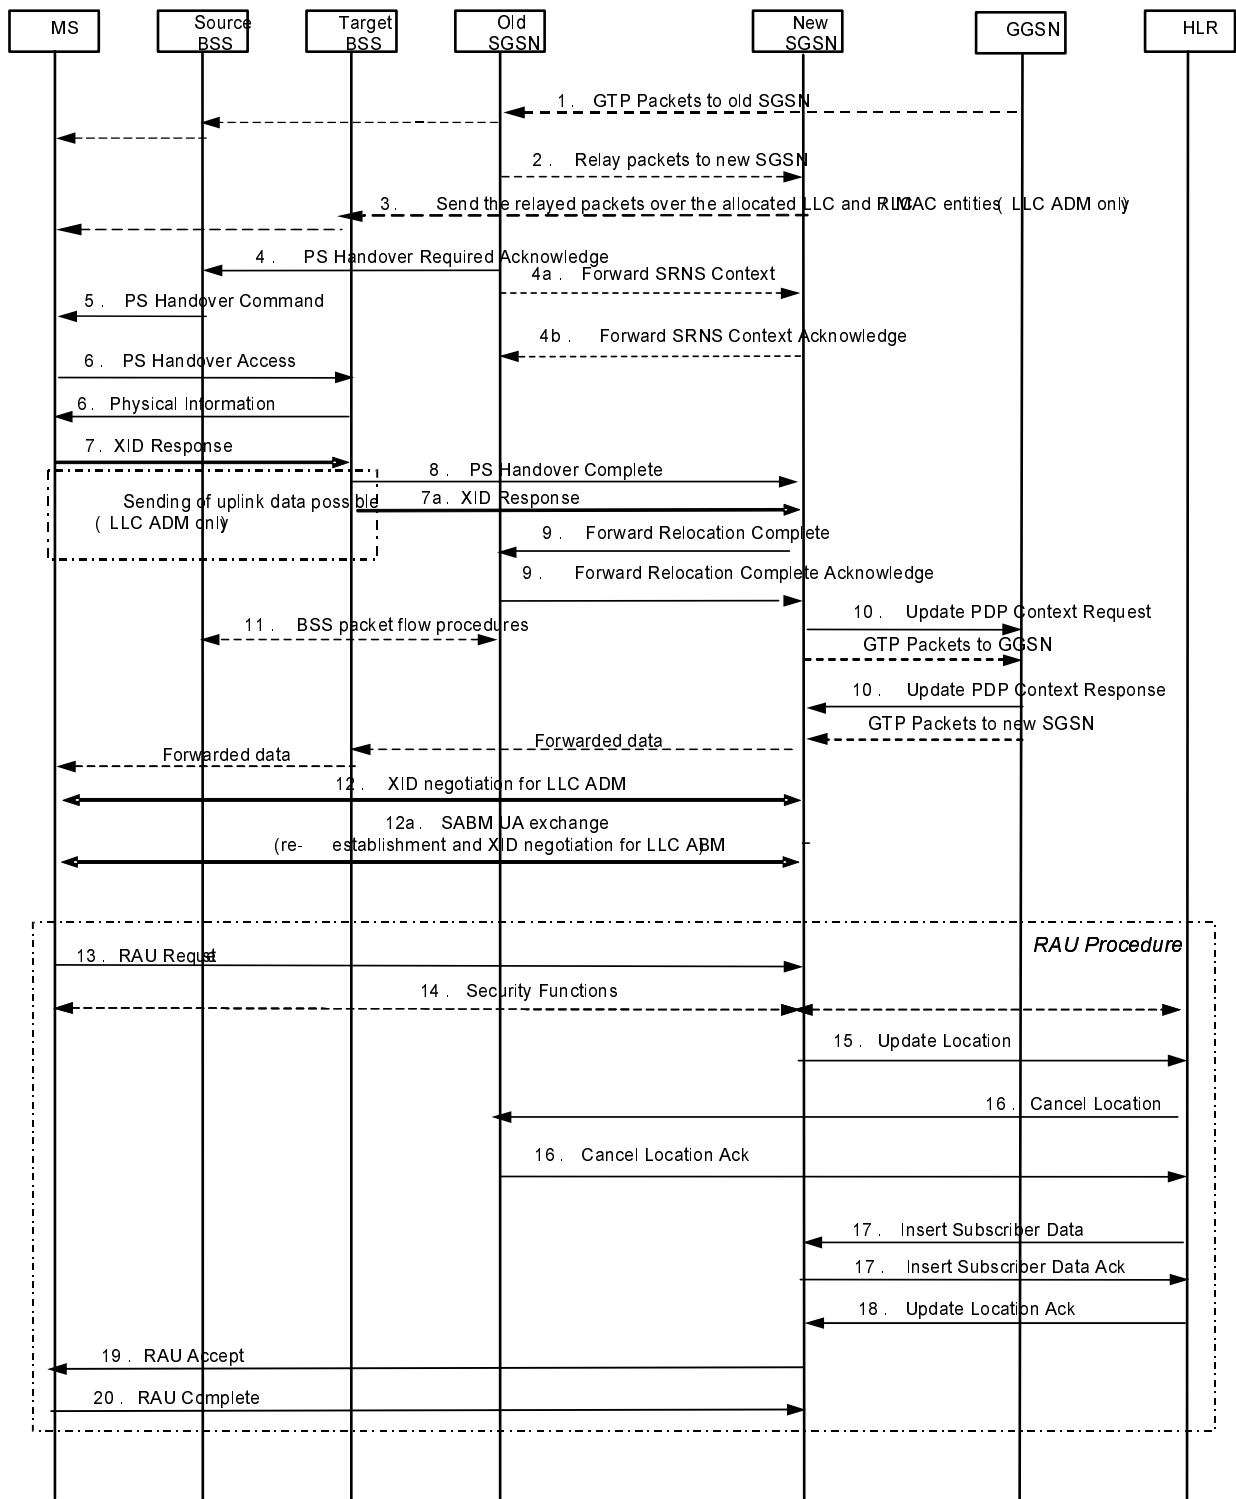 MS
Source
BSS
Target
BSS
Old
SGSN
New
SGSN
GGSN
HLR
1. GTP Packets to old SGSN
2. Relay packets to new SGSN
3. Send the relayed packets over the allocated LLC and RLC/MAC entities (LLC ADM only)
4. PS Handover Required Acknowledge
4a. Forward SRNS Context
5. PS Handover Command
4b. Forward SRNS Context Acknowledge
6. PS Handover Access
6. Physical Information
7. XID Response
8. PS Handover Complete
Sending of uplink data possible
(LLC ADM only)
7a. XID Response
9. Forward Relocation Complete
9. Forward Relocation Complete Acknowledge
10. Update PDP Context Request
11. BSS packet flow procedures
GTP Packets to GGSN
10. Update PDP Context Response
GTP Packets to new SGSN
Forwarded data
Forwarded data
12. XID negotiation for LLC ADM
12a. SABM UA exchange
(re-establishment and XID negotiation for LLC ABM)
RAU Procedure
13. RAU Requst
14. Security Functions
15. Update Location
16. Cancel Location
16. Cancel Location Ack
17. Insert Subscriber Data
17. Insert Subscriber Data Ack
18. Update Location Ack
19. RAU Accept
20. RAU Complete